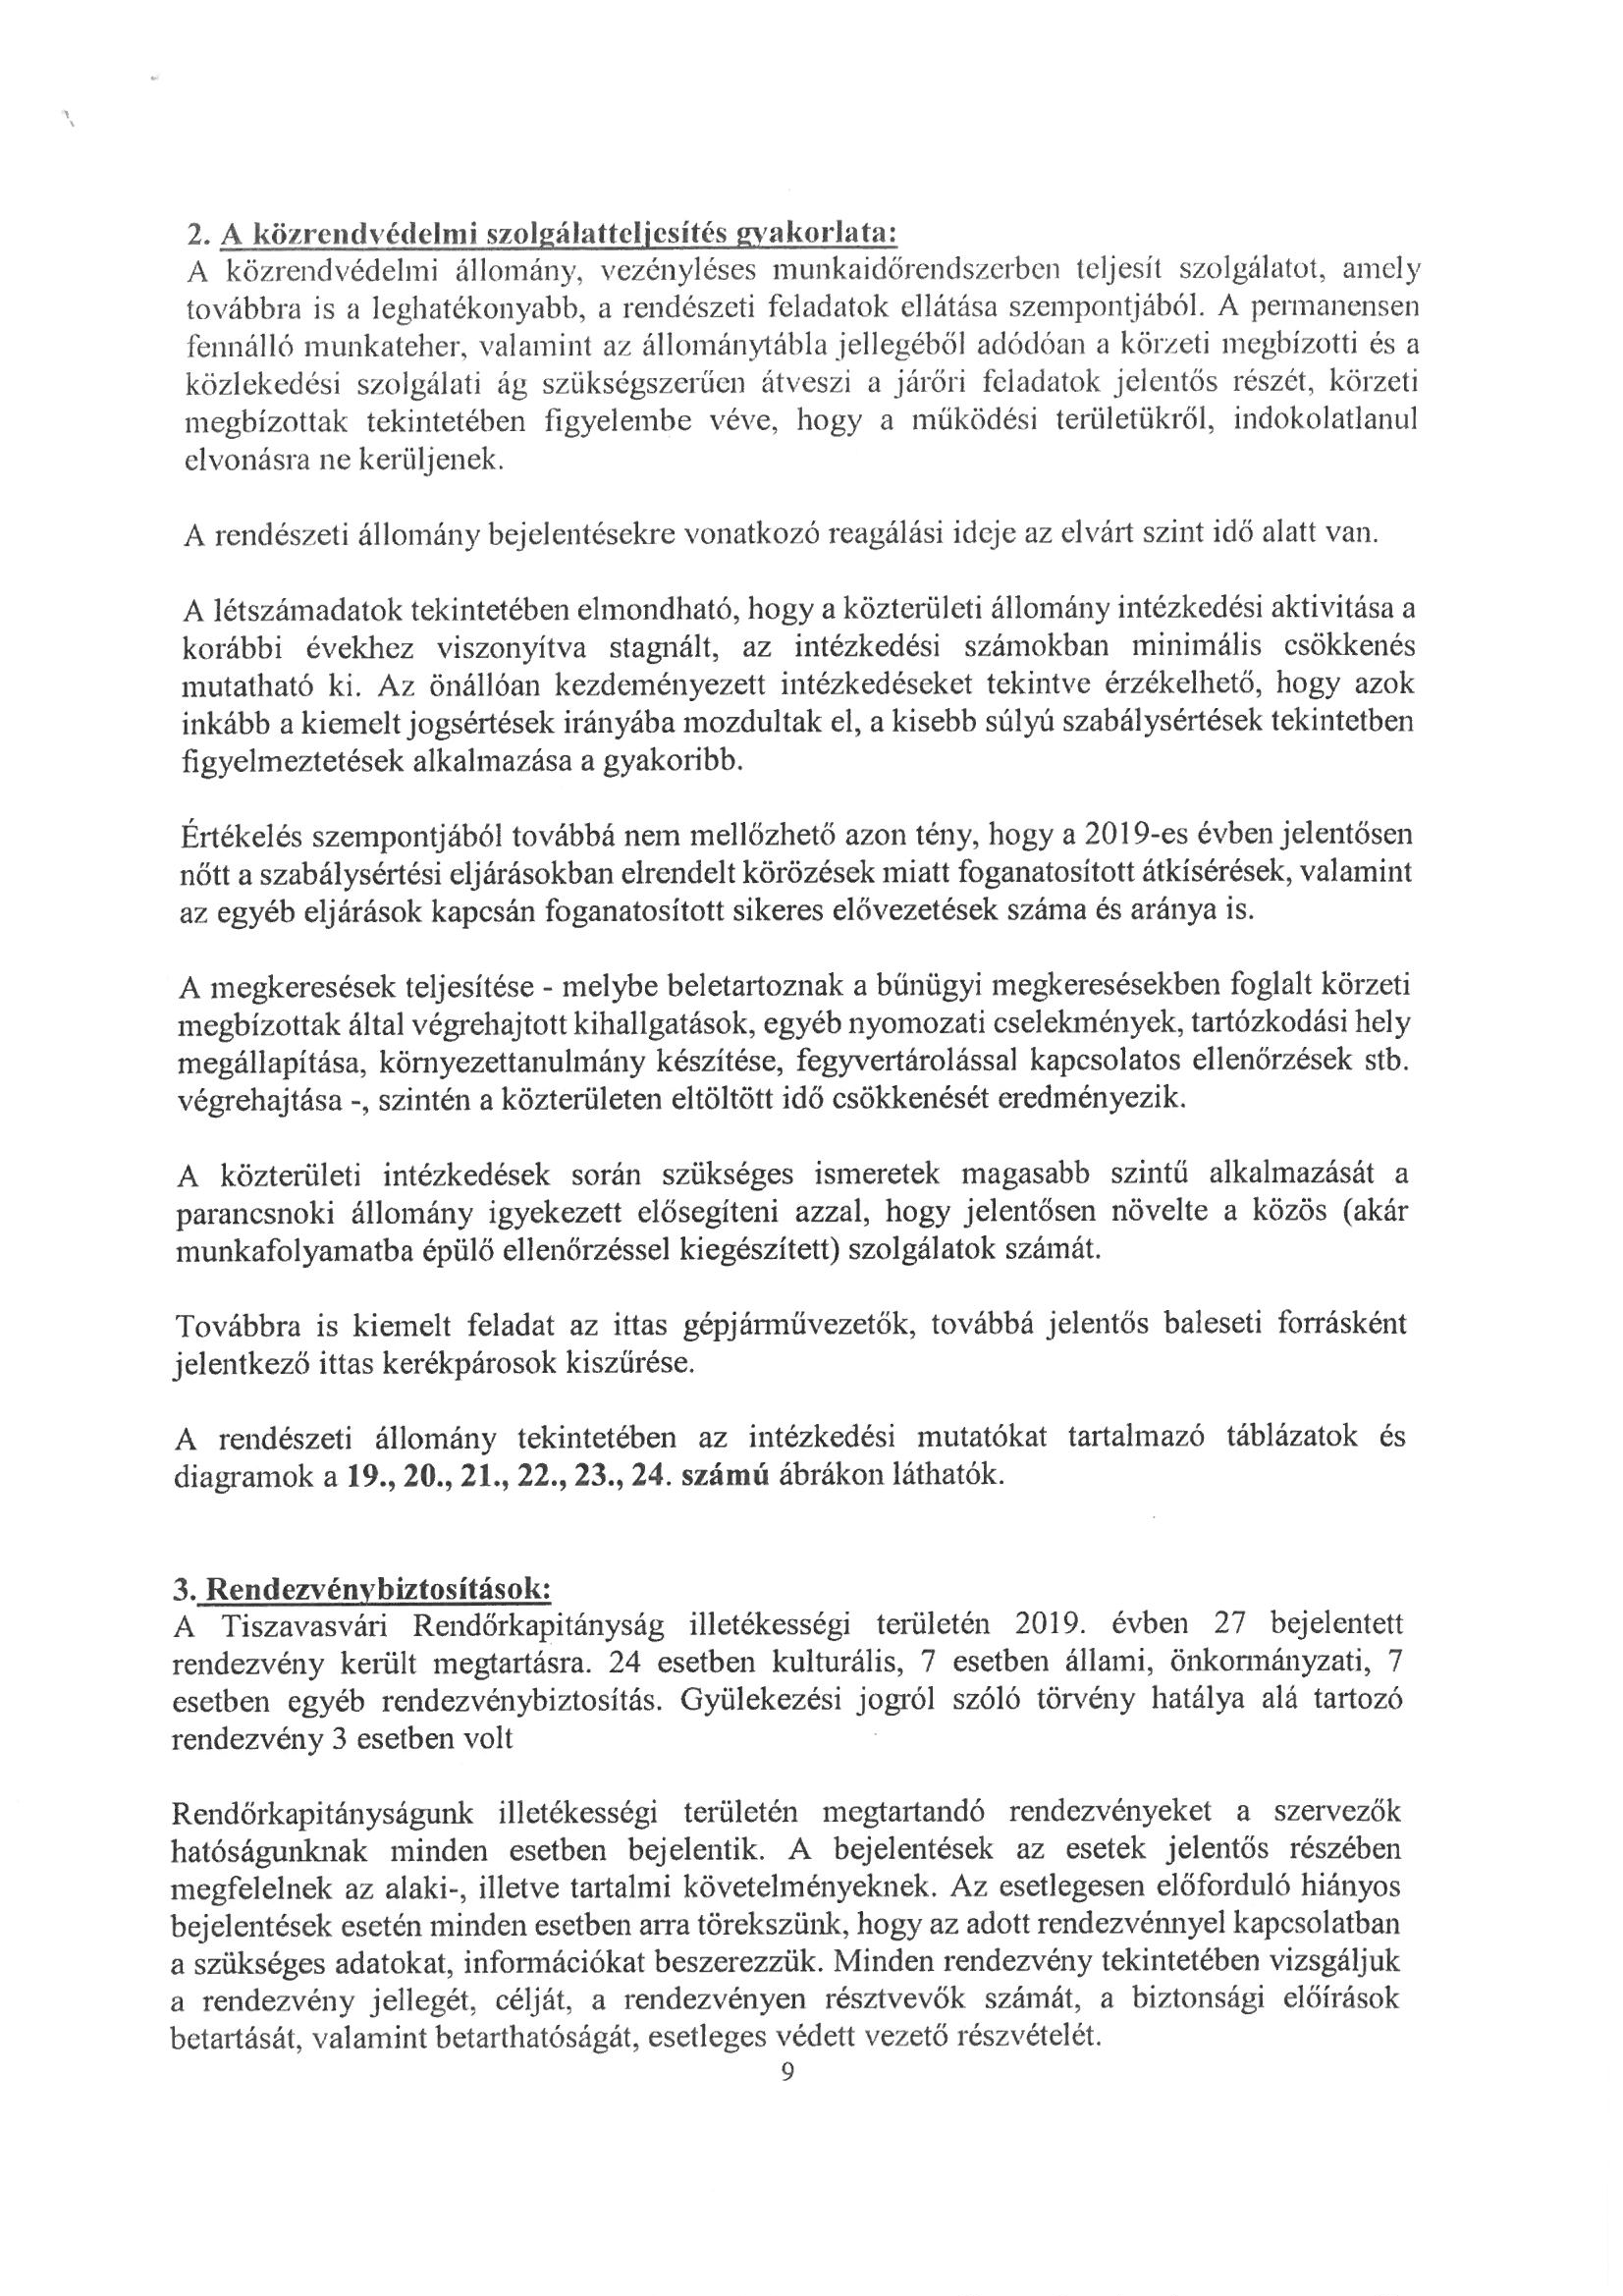 2. A közrendvédelmi szolgálatteljesítés gyakorlata:
A közrendvédelmi állomány, vezényléses munkaidőrendszerben teljesít szolgálatot, amely
továbbra is a leghatékonyabb, a rendészeti feladatok ellátása szempontjából. A permanensen
fennálló munkateher, valamint az állománytábla jellegéből adódóan a körzeti megbízotti és a
közlekedési szolgálati ág szükségszerűen átveszi a járőri feladatok jelentős részét, körzeti
megbízottak tekintetében figyelembe véve, hogy a működési területükről, indokolatlanul
elvonásra ne kerüljenek.
A rendészeti állomány bejelentésekre vonatkozó reagálási ideje az elvárt szint idő alatt van.
A létszámadatok tekintetében elmondható, hogy a közterületi állomány intézkedési aktivitása a
korábbi évekhez viszonyítva stagnált, az intézkedési számokban minimális csökkenés
mutatható ki. Az önállóan kezdeményezett intézkedéseket tekintve érzékelhető, hogy azok
inkább a kiemelt jogsértések irányába mozdultak el, a kisebb súlyú szabálysértések tekintetben
figyelmeztetések alkalmazása a gyakoribb.
Értékelés szempontjából továbbá nem mellőzhető azon tény, hogy a 2019-es évben jelentősen
nőtt a szabálysértési eljárásokban elrendelt körözések miatt foganatosított átkísérések, valamint
az egyéb eljárások kapcsán foganatosított sikeres elővezetések száma és aránya is.
A megkeresések teljesítése - melybe beletartoznak a bűnügyi megkeresésekben foglalt körzeti
megbízottak által végrehajtott kihallgatások, egyéb nyomozati cselekmények, tartózkodási hely
megállapítása, környezettanulmány készítése, fegyvertárolással kapcsolatos ellenőrzések stb.
végrehajtása -, szintén a közterületen eltöltött idő csökkenését eredményezik.
A közterületi intézkedések során szükséges ismeretek magasabb szintű alkalmazását a
parancsnoki állomány igyekezett elősegíteni azzal, hogy jelentősen növelte a közös (akár
munkafolyamatba épülő ellenőrzéssel kiegészített) szolgálatok számát.
Továbbra is kiemelt feladat az ittas gépjárművezetők, továbbá jelentős baleseti forrásként
jelentkező ittas kerékpárosok kiszűrése.
A rendészeti állomány tekintetében az intézkedési mutatókat tartalmazó táblázatok és
diagramok a 19., 20., 21., 22., 23., 24. számú ábrákon láthatók.
3. Rendezvénybiztosítások:
A Tiszavasvári Rendőrkapitányság illetékességi területén 2019. évben 27 bejelentett
rendezvény került megtartásra. 24 esetben kulturális, 7 esetben állami, önkormányzati, 7
esetben egyéb rendezvénybiztosítás. Gyülekezési jogról szóló törvény hatálya alá tartozó
rendezvény 3 esetben volt
Rendőrkapitányságunk illetékességi területén megtartandó rendezvényeket a szervezők
hatóságunknak minden esetben bejelentik. A bejelentések az esetek jelentős részében
megfelelnek az alaki-, illetve tartalmi követelményeknek. Az esetlegesen előforduló hiányos
bejelentések esetén minden esetben arra törekszünk, hogy az adott rendezvénnyel kapcsolatban
a szükséges adatokat, információkat beszerezzük. Minden rendezvény tekintetében vizsgáljuk
a rendezvény jellegét, célját, a rendezvényen résztvevők számát, a biztonsági előírások
betartását, valamint betarthatóságát, esetleges védett vezető részvételét.
9